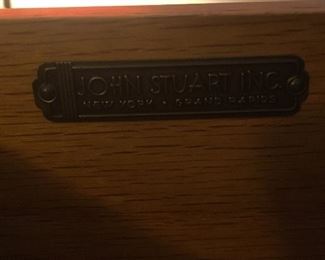 JOHN STUART INC.
NEW YORK • GRAND RAPIDS